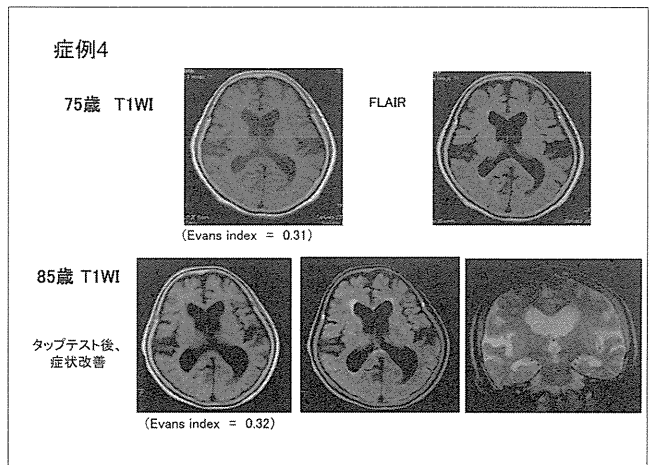 症例4
75歳 T1WI
FLAIR
(Evans index = 0.31)
85歳 T1WI
タップテスト後、
症状改善
(Evans index = 0.32)